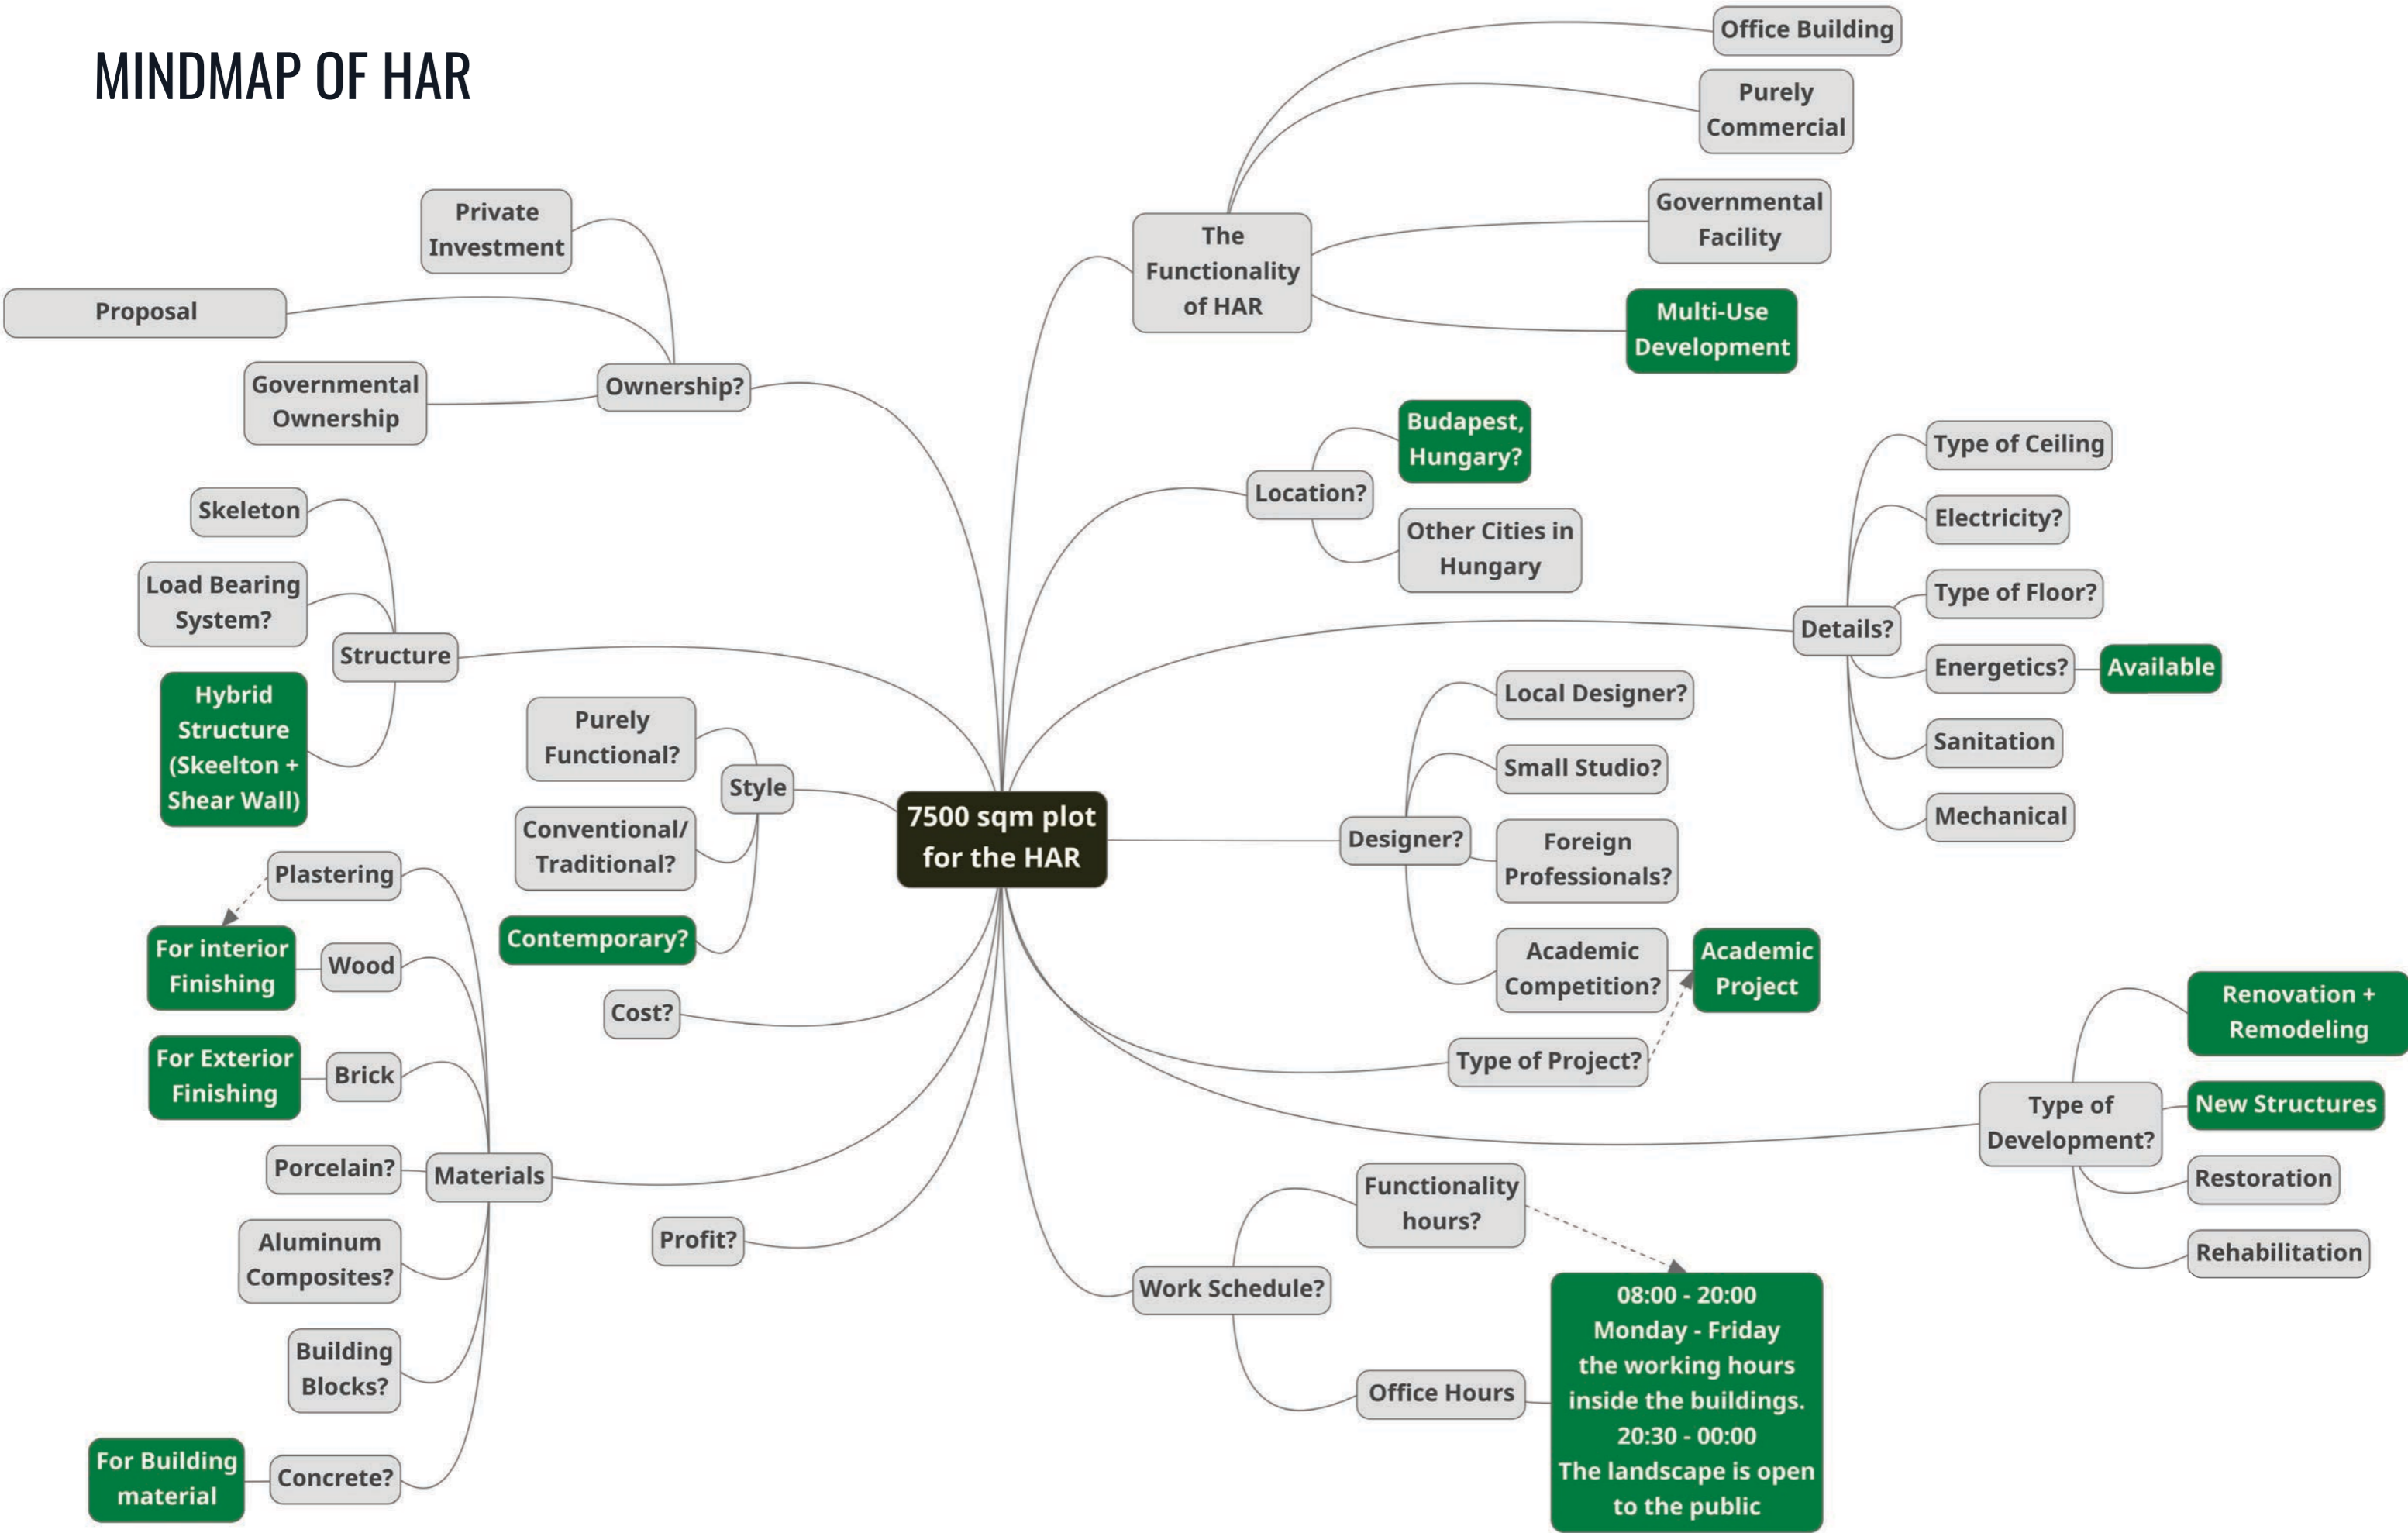 MINDMAP OF HAR
Private
Investment
Proposal
Governmental
Ownership
Ownership?
Skeleton
Load Bearing
System?
Structure
Hybrid
Structure
(Skeelton +
Shear Wall)
Purely
Functional?
Style
Conventional/
Traditional?
Contemporary?
Plastering
For interior
Finishing
Wood
For Exterior
Finishing
Brick
Porcelain?
Materials
Aluminum
Composites?
Building
Blocks?
For Building
material
Concrete?
Cost?
Profit?
7500 sqm plot
for the HAR
The
Functionality
of HAR
Office Building
Purely
Commercial
Governmental
Facility
Multi-Use
Development
Location?
Budapest,
Hungary?
Other Cities in
Hungary
Details?
Type of Ceiling
Electricity?
Type of Floor?
Energetics?
Available
Sanitation
Mechanical
Designer?
Local Designer?
Small Studio?
Foreign
Professionals?
Academic
Competition?
Academic
Project
Type of Project?
Type of
Development?
Renovation +
Remodeling
New Structures
Restoration
Rehabilitation
Work Schedule?
Functionality
hours?
Office Hours
08:00 - 20:00
Monday - Friday
the working hours
inside the buildings.
20:30 - 00:00
The landscape is open
to the public